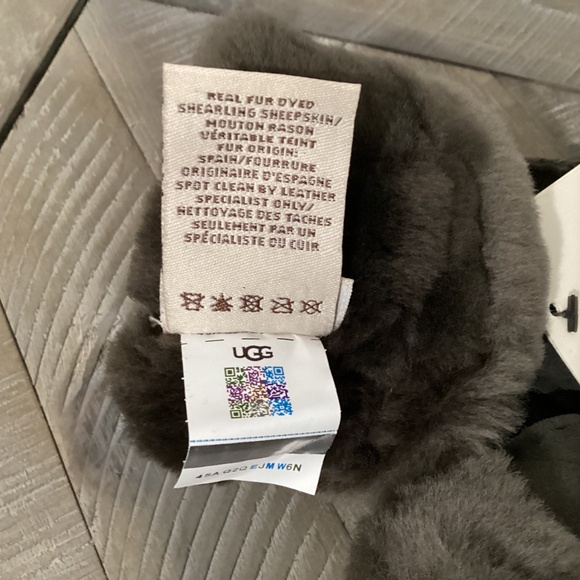 REAL FUR DYED
SHEARLING SHEEPSKIN/
MOUTON RASON
VÉRITABLE TEINT
FUR ORIGIN:
SPAIN/FOURRURE
ORIGINAIRE D'ESPAGNE
SPOT CLEAN BY LEATHER
SPECIALIST ONLY/
NETTOYAGE DES TACHES
SEULEMENT PAR UN
SPÉCIALISTE DU CUIR
UGG